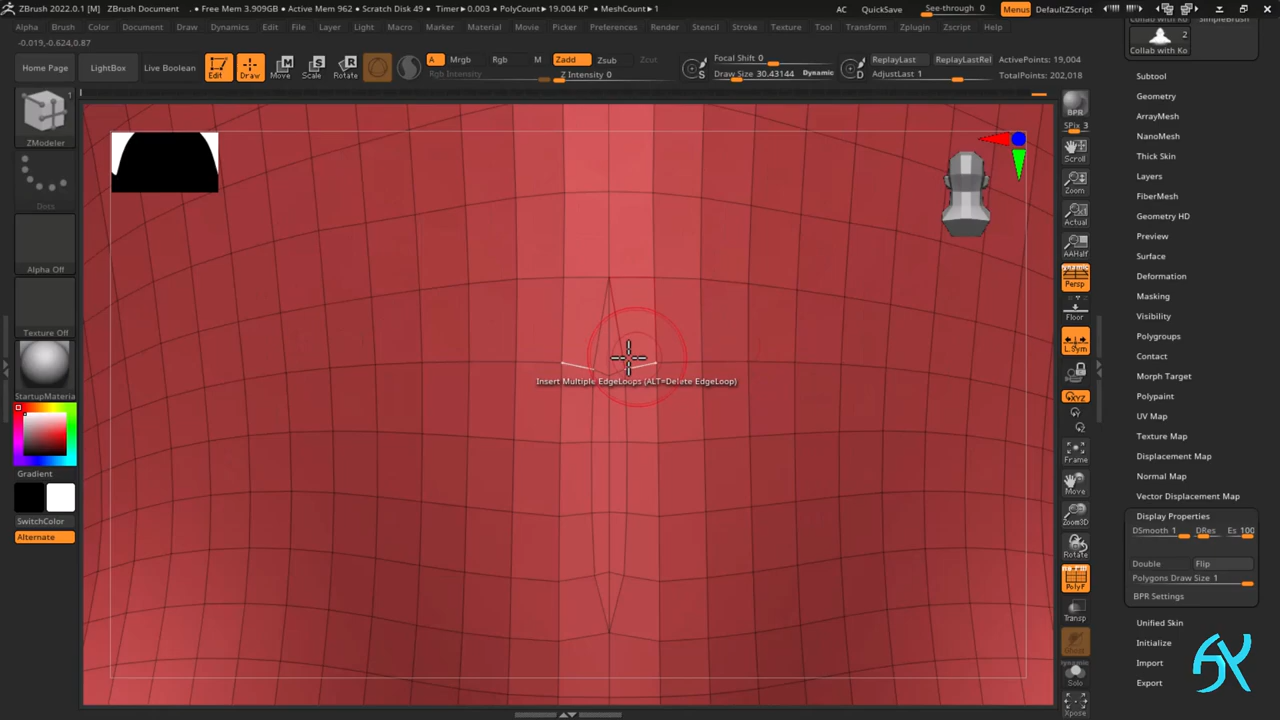 ZBrush 2022.0.1 [M] ZBrush Document . • Free Mem 3.909GB • Active Mem 962 • Scratch Disk 49 • Timer▸0.003 • PolyCount▸19.004 KP • MeshCount▸1
AC QuickSave See-through 0 Menus DefaultZScript
Alpha Brush Color Document Draw Dynamics Edit File Layer Light Macro Marker Material Movie Picker Preferences Render Stencil Stroke Texture Tool Transform Zplugin Zscript Help
-0.019,-0.624,0.87
Home Page LightBox Live Boolean Edit Draw Move Scale Rotate
A Mrgb Rgb M Zadd Zsub Zcut
Rgb Intensity Z Intensity 0
Focal Shift 0
Draw Size 30.43144 Dynamic
ReplayLast ReplayLastRel
AdjustLast 1
ActivePoints: 19,004
TotalPoints: 202,018
1
ZModeler
Dots
Alpha Off
Texture Off
StartupMateria
Gradient
SwitchColor
Alternate
Insert Multiple EdgeLoops (ALT=Delete EdgeLoop)
BPR
SPix 3
Scroll
Zoom
Actual
AAHalf
Dynamic
Persp
Floor
L.Sym
XYZ
Frame
Move
Zoom3D
Rotate
PolyF
Transp
Ghost
Dynamic
Solo
Xpose
Collab with Ko SimpleBrush
2
Collab with Ko
Subtool
Geometry
ArrayMesh
NanoMesh
Thick Skin
Layers
FiberMesh
Geometry HD
Preview
Surface
Deformation
Masking
Visibility
Polygroups
Contact
Morph Target
Polypaint
UV Map
Texture Map
Displacement Map
Normal Map
Vector Displacement Map
Display Properties
DSmooth 1 DRes Es 100
Double Flip
Polygons Draw Size 1
BPR Settings
Unified Skin
Initialize
Import
Export